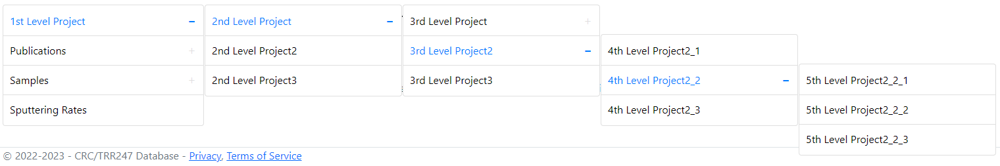 1st Level Project −
Publications +
Samples +
Sputtering Rates
2nd Level Project −
2nd Level Project2
2nd Level Project3
3rd Level Project +
3rd Level Project2 −
3rd Level Project3
4th Level Project2_1
4th Level Project2_2 −
4th Level Project2_3
5th Level Project2_2_1
5th Level Project2_2_2
5th Level Project2_2_3
© 2022-2023 - CRC/TRR247 Database - Privacy, Terms of Service